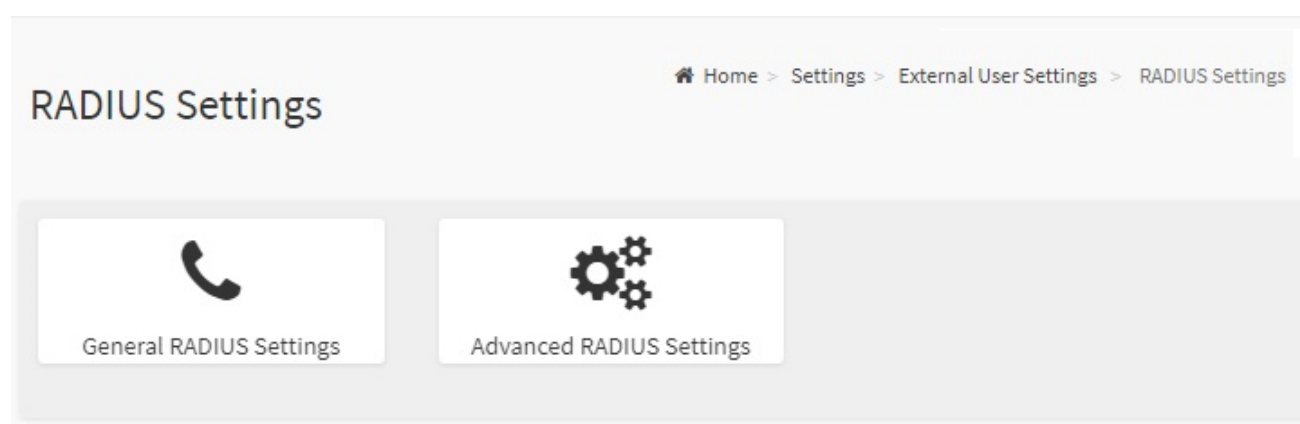 Home > Settings > External User Settings > RADIUS Settings
RADIUS Settings
General RADIUS Settings
Advanced RADIUS Settings